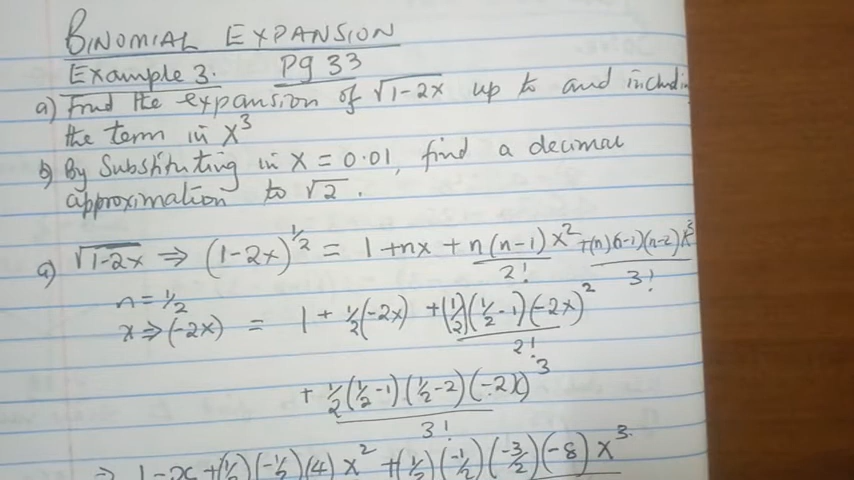 BINOMIAL EXPANSION
Example 3. Pg 33
a) Find the expansion of √1-2x up to and includin
the term in x³
b) By Substituting in x = 0.01, find a decimal
approximation to √2.
a) √1-2x ⇒ (1-2x)^½ = 1 + nx + n(n-1)x²/2! + (n)(n-1)(n-2)x³/3!
n = ½
x ⇒ (-2x) = 1 + ½(-2x) + (½)(½-1)(-2x)²/2!
+ ½(½-1)(½-2)(-2x)³/3!
⇒ 1-x + (½)(-½)(4)x² + (½)(-½)(-3/2)(-8)x³